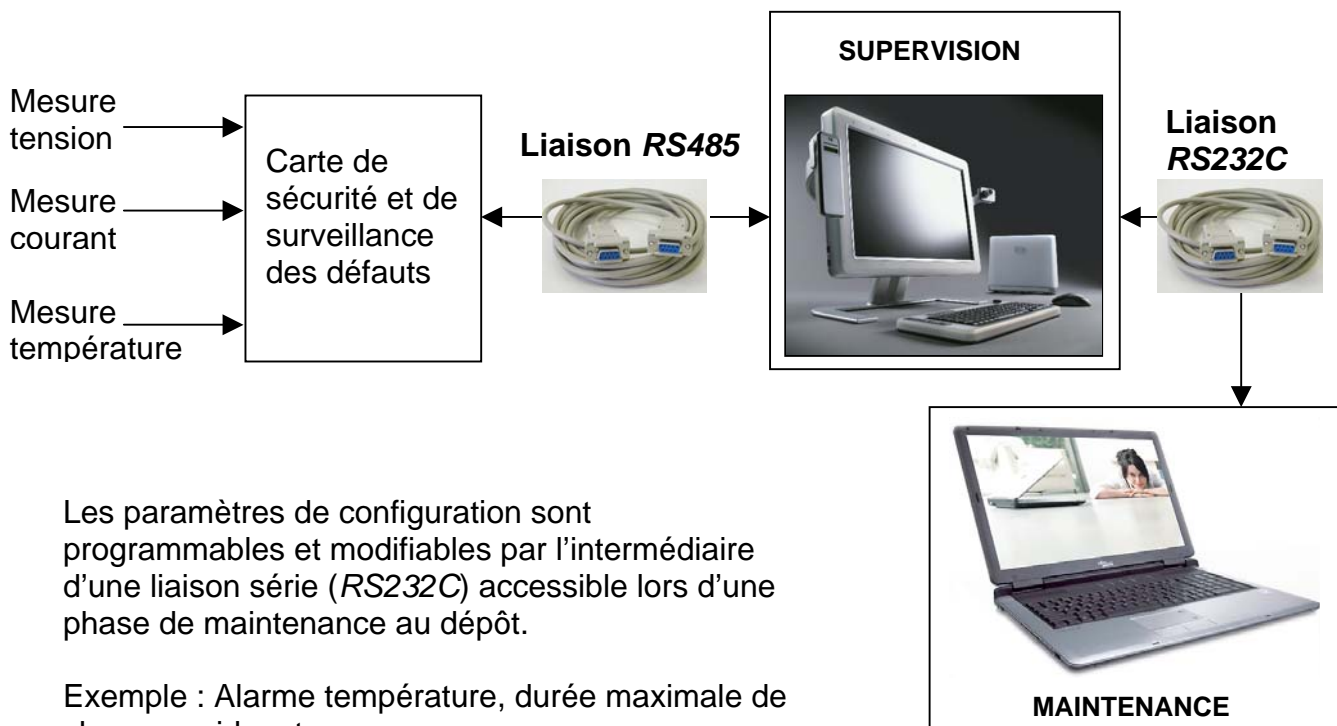 SUPERVISION
Mesure
tension
Mesure
courant
Mesure
température
Carte de
sécurité et de
surveillance
des défauts
Liaison RS485
Liaison
RS232C
Les paramètres de configuration sont
programmables et modifiables par l’intermédiaire
d’une liaison série (RS232C) accessible lors d’une
phase de maintenance au dépôt.
Exemple : Alarme température, durée maximale de
MAINTENANCE